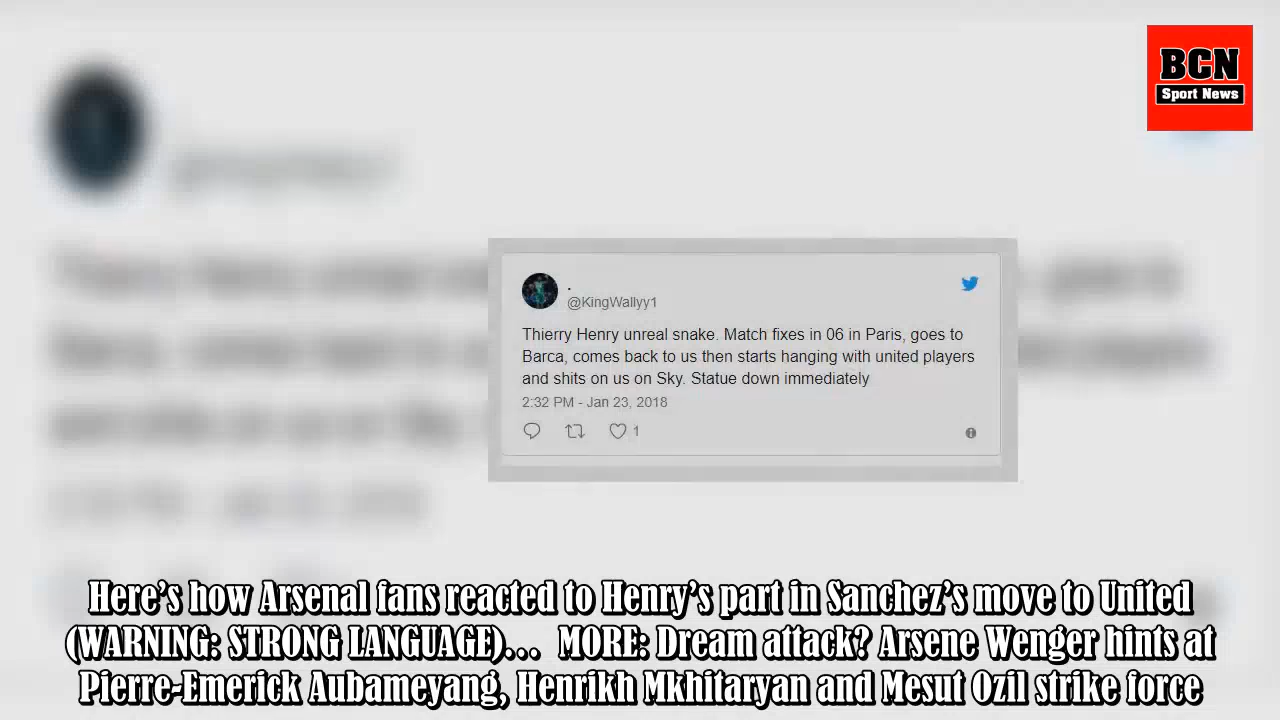 BCN
Sport News
.
@KingWallyy1
Thierry Henry unreal snake. Match fixes in 06 in Paris, goes to
Barca, comes back to us then starts hanging with united players
and shits on us on Sky. Statue down immediately
2:32 PM - Jan 23, 2018
1
Here's how Arsenal fans reacted to Henry's part in Sanchez's move to United
(WARNING: STRONG LANGUAGE)... MORE: Dream attack? Arsene Wenger hints at
Pierre-Emerick Aubameyang, Henrikh Mkhitaryan and Mesut Ozil strike force